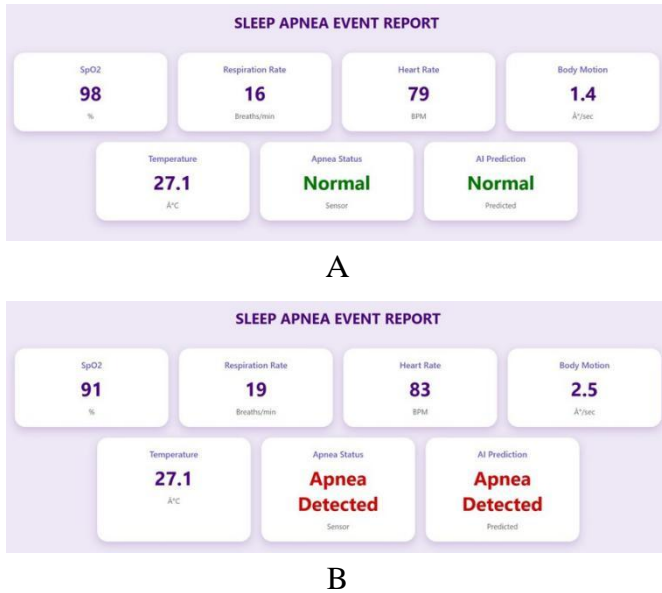 SLEEP APNEA EVENT REPORT
SpO2 Respiration Rate Heart Rate Body Motion
98 16 79 1.4
% Breaths/min BPM Â°/sec
Temperature Apnea Status AI Prediction
27.1 Normal Normal
Â°C Sensor Predicted
A
SLEEP APNEA EVENT REPORT
SpO2 Respiration Rate Heart Rate Body Motion
91 19 83 2.5
% Breaths/min BPM Â°/sec
Temperature Apnea Status AI Prediction
27.1 Apnea Apnea
Â°C Detected Detected
Sensor Predicted
B